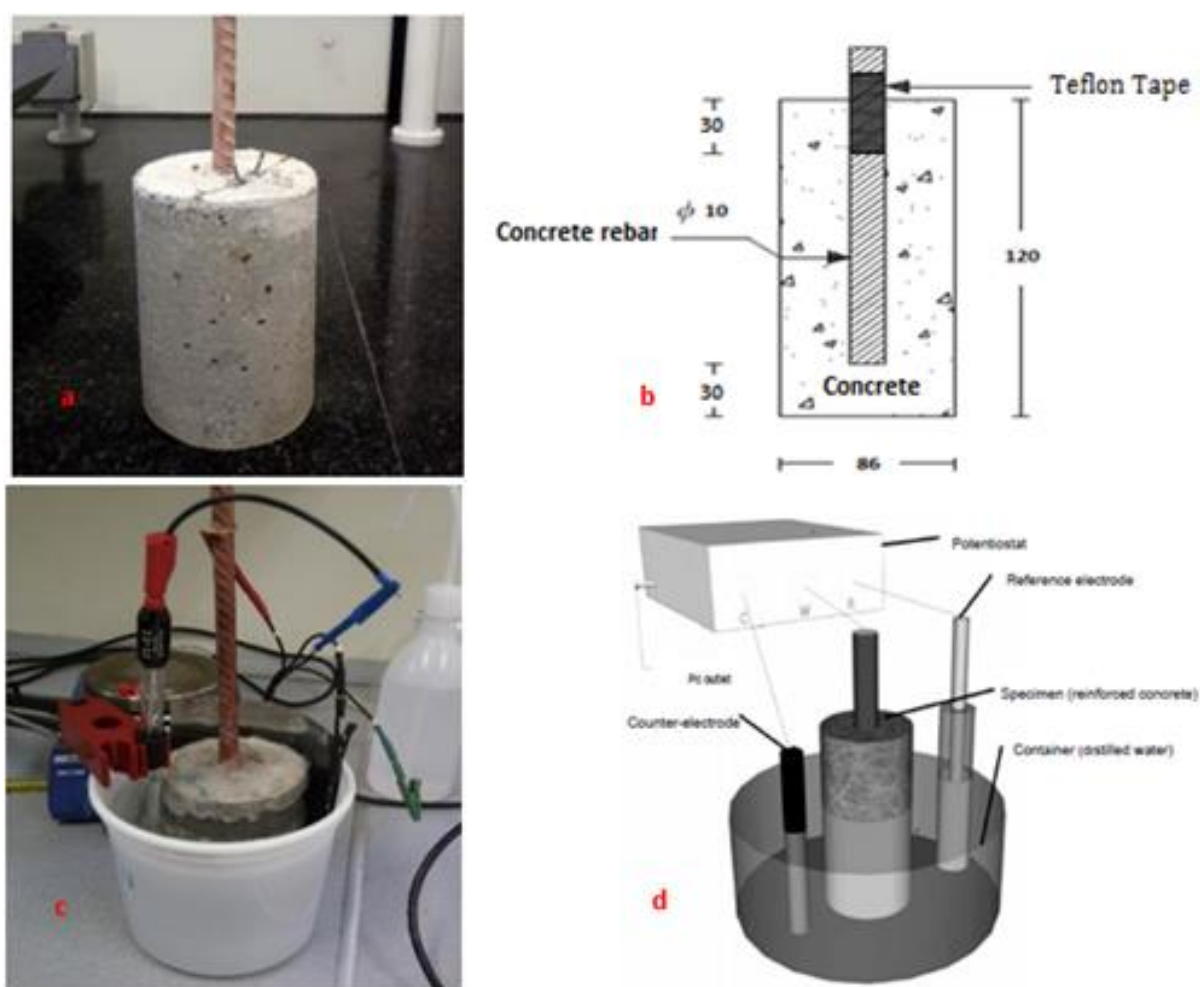 a
Teflon Tape
30
ϕ 10
Concrete rebar
120
30
Concrete
b
86
c
Potentiostat
Reference electrode
C
W
R
Pc outlet
Specimen (reinforced concrete)
Counter-electrode
Container (distilled water)
d